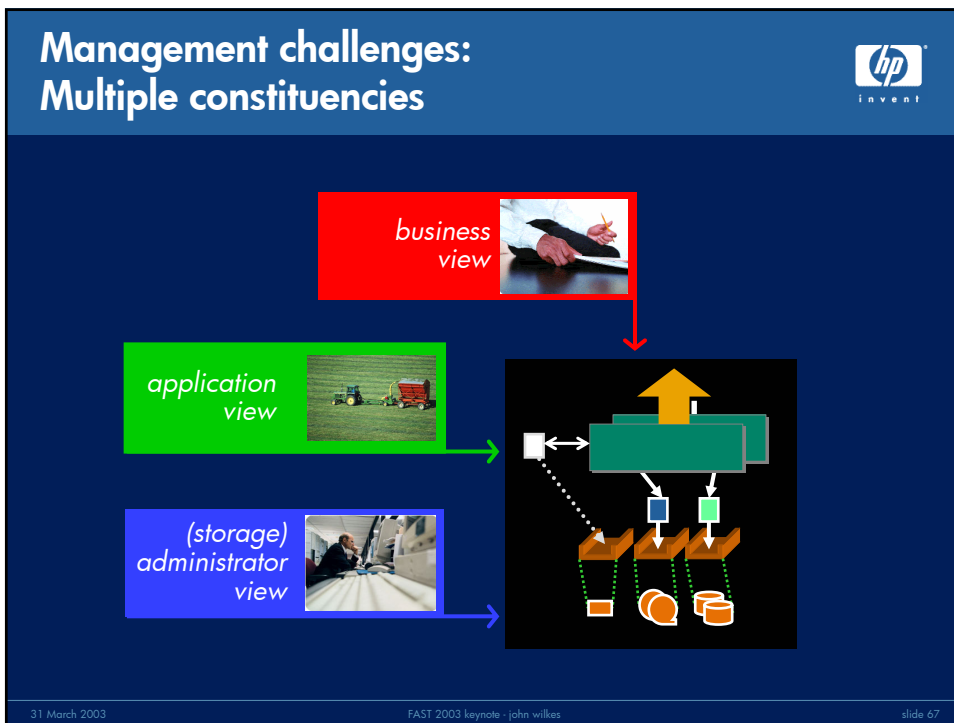 Management challenges:
Multiple constituencies
hp
invent
business
view
application
view
(storage)
administrator
view
31 March 2003
FAST 2003 keynote - john wilkes
slide 67